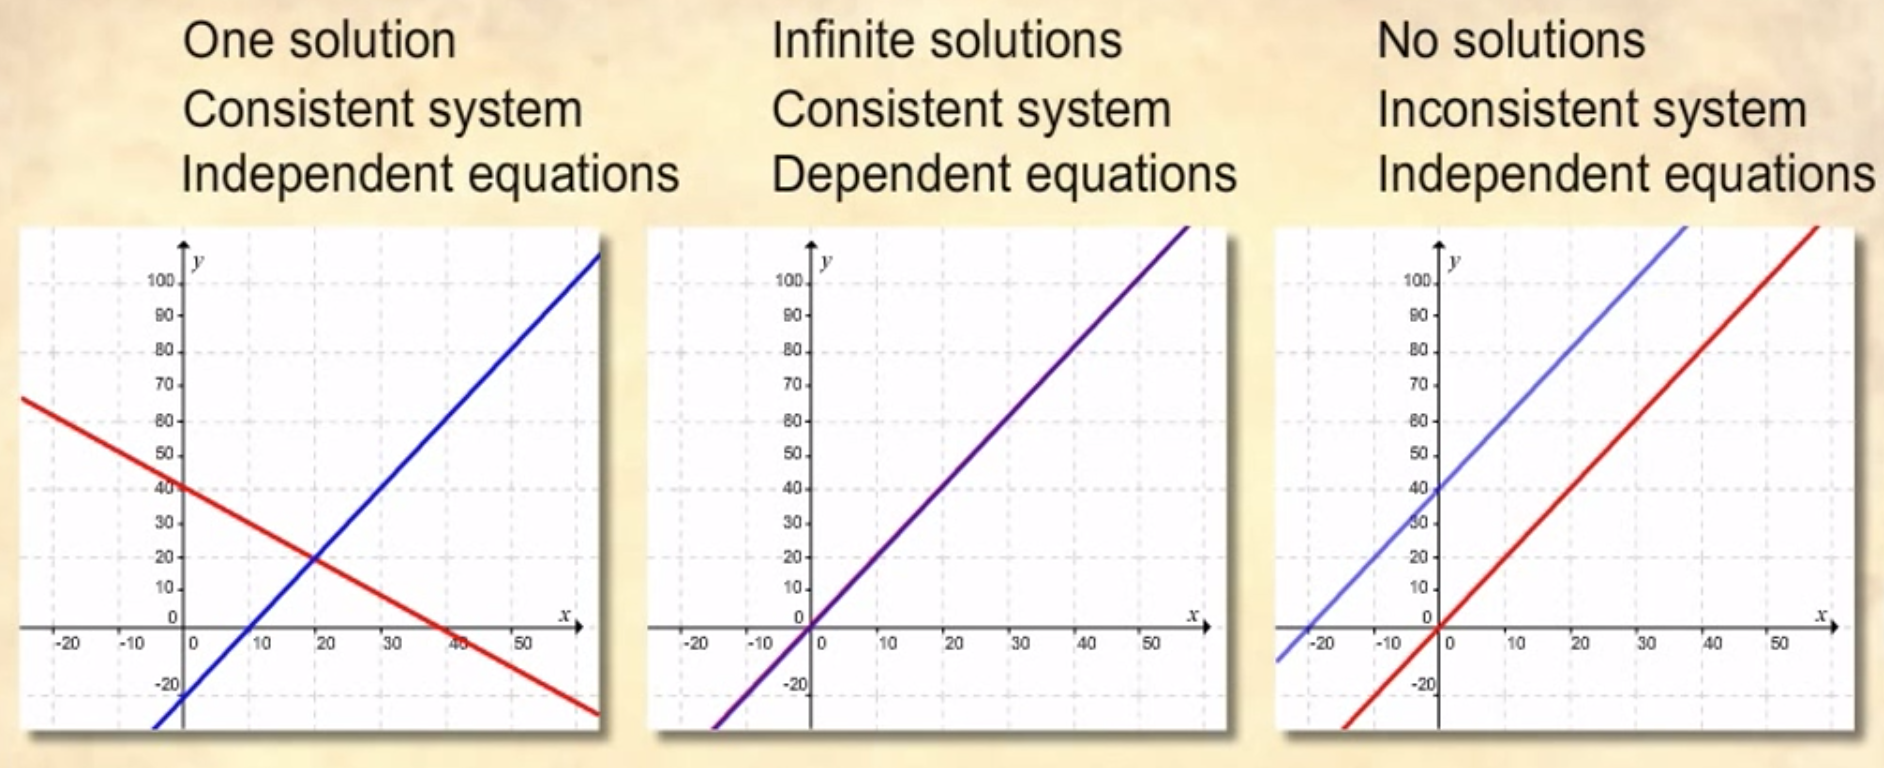 One solution
Consistent system
Independent equations
Infinite solutions
Consistent system
Dependent equations
No solutions
Inconsistent system
Independent equations
y
100
90
80
70
60
50
40
30
20
10
0
-20
-20 -10 0 10 20 30 40 50
x
y
100
90
80
70
60
50
40
30
20
10
0
-20
-20 -10 0 10 20 30 40 50
x
y
100
90
80
70
60
50
40
30
20
10
0
-20
-20 -10 0 10 20 30 40 50
x